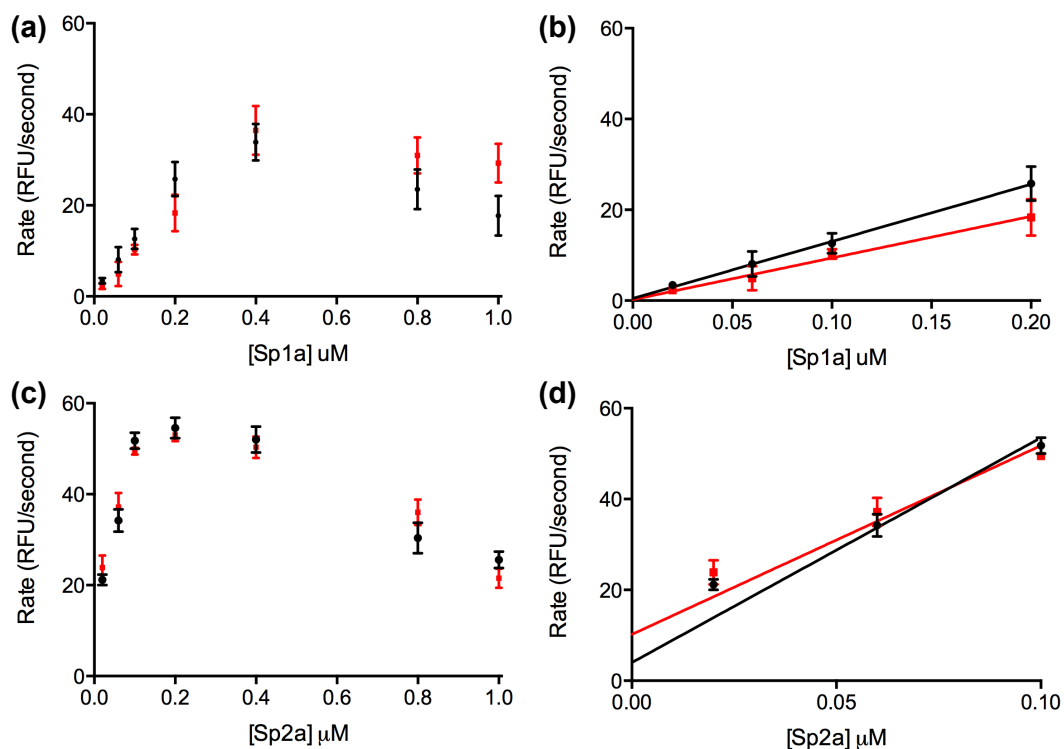 (a)
60
40
20
0
Rate (RFU/second)
0.0 0.2 0.4 0.6 0.8 1.0
[Sp1a] uM
(b)
60
40
20
0
Rate (RFU/second)
0.00 0.05 0.10 0.15 0.20
[Sp1a] uM
(c)
60
40
20
0
Rate (RFU/second)
0.0 0.2 0.4 0.6 0.8 1.0
[Sp2a] μM
(d)
60
40
20
0
Rate (RFU/second)
0.00 0.05 0.10
[Sp2a] μM